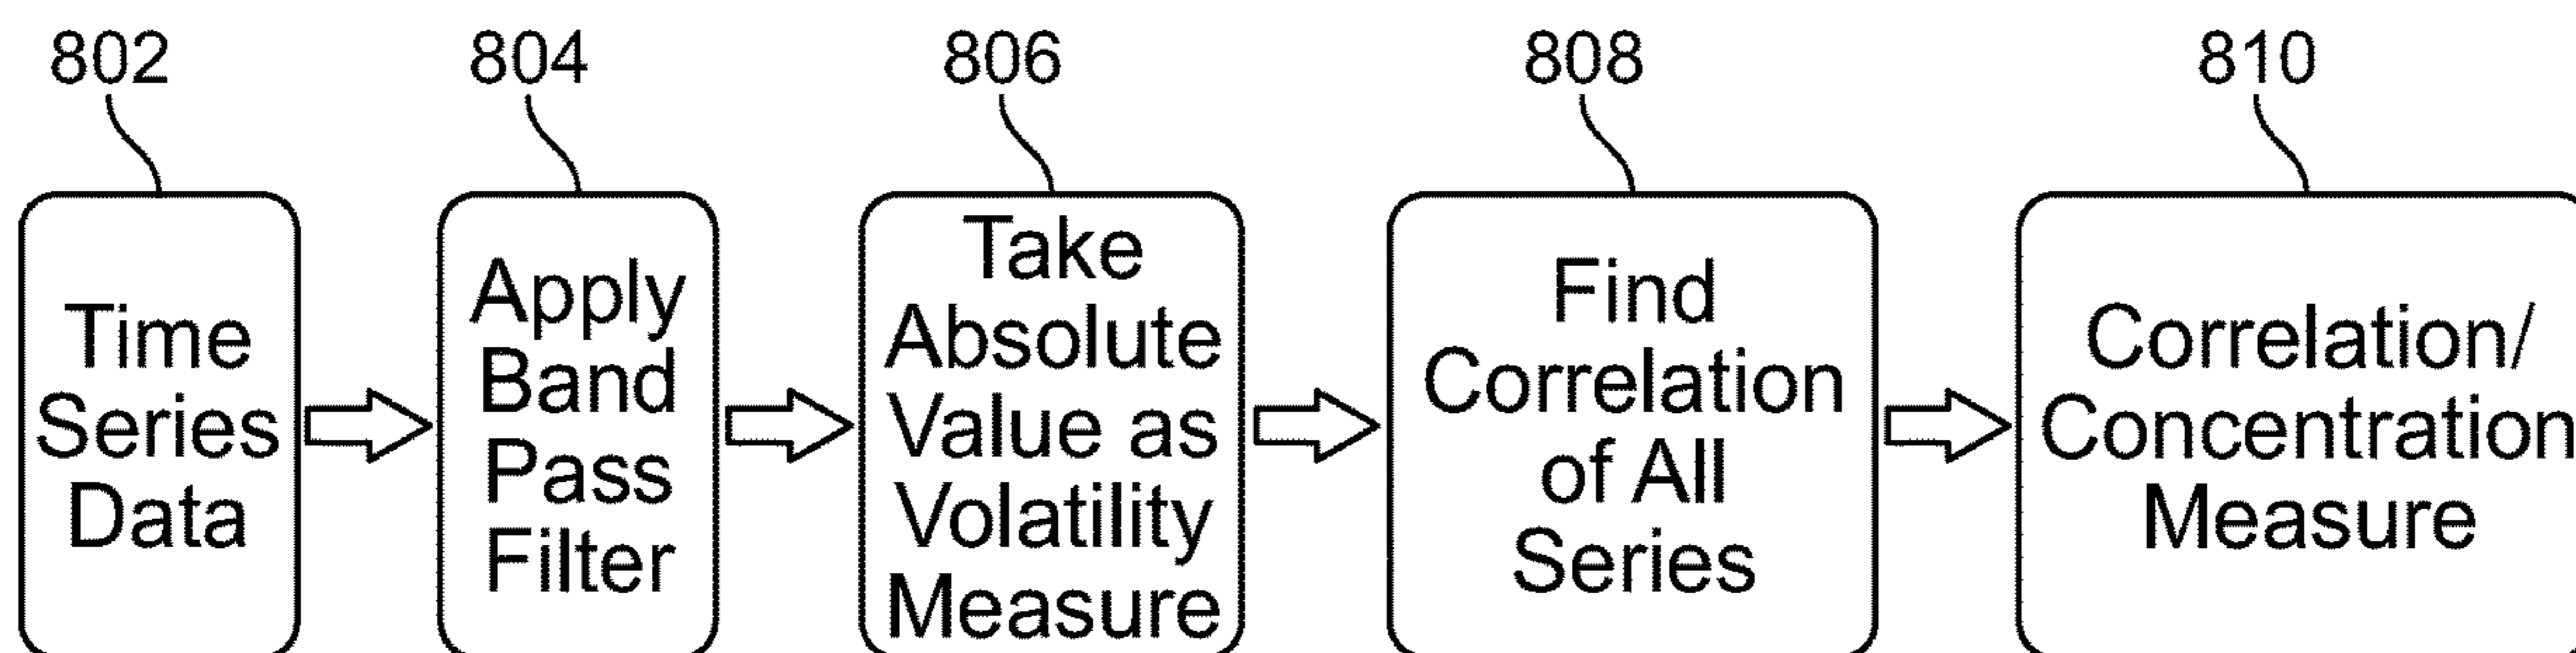 802
804
806
808
810
Time
Series
Data
Apply
Band
Pass
Filter
Take
Absolute
Value as
Volatility
Measure
Find
Correlation
of All
Series
Correlation/
Concentration
Measure